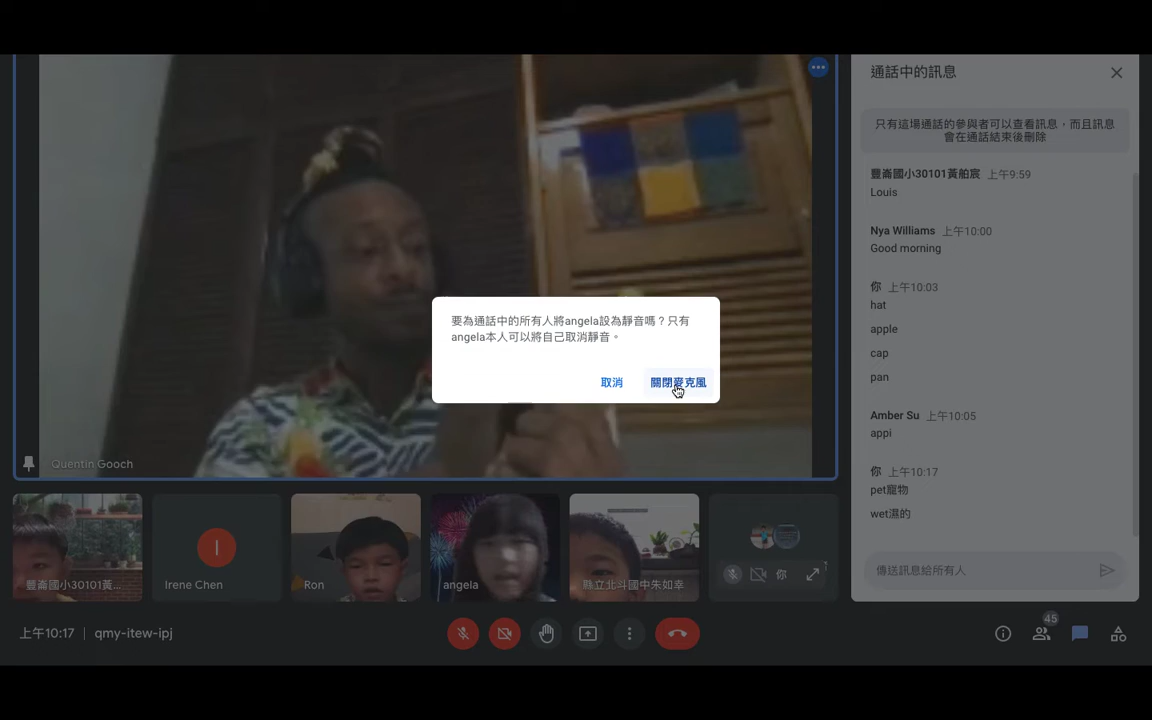 通話中的訊息
只有這場通話的參與者可以查看訊息，而且訊息
會在通話結束後刪除
豐崙國小30101黃舶宸 上午9:59
Louis
Nya Williams 上午10:00
Good morning
你 上午10:03
hat
apple
cap
pan
Amber Su 上午10:05
appi
你 上午10:17
pet寵物
wet濕的
傳送訊息給所有人
要為通話中的所有人將angela設為靜音嗎？只有
angela本人可以將自己取消靜音。
取消 關閉麥克風
Quentin Gooch
豐崙國小30101黃...
I
Irene Chen
Ron
angela
縣立北斗國中朱如幸
你
上午10:17 | qmy-itew-ipj
45